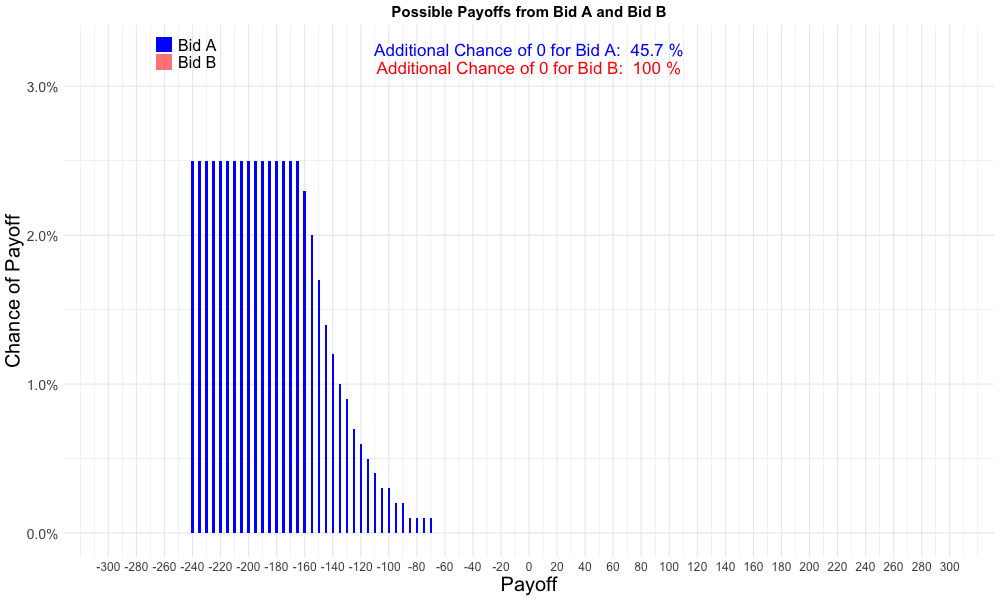 Possible Payoffs from Bid A and Bid B
Bid A
Bid B
Additional Chance of 0 for Bid A:  45.7 %
Additional Chance of 0 for Bid B:  100 %
Chance of Payoff
3.0%
2.0%
1.0%
0.0%
-300 -280 -260 -240 -220 -200 -180 -160 -140 -120 -100 -80 -60 -40 -20 0 20 40 60 80 100 120 140 160 180 200 220 240 260 280 300
Payoff